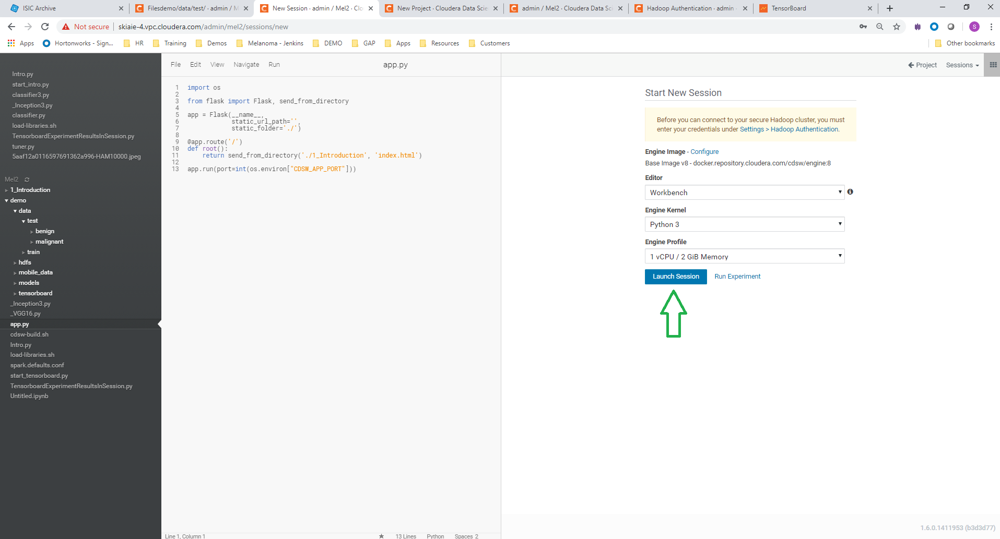 ISIC Archive
Filesdemo/data/test/ · admin / M
New Session · admin / Mel2 · Clo
New Project · Cloudera Data Scie
admin / Mel2 · Cloudera Data Sci
Hadoop Authentication · admin
TensorBoard
Not secure
skiaie-4.vpc.cloudera.com/admin/mel2/sessions/new
S
Apps
Hortonworks - Sign...
HR
Training
Demos
Melanoma - Jenkins
DEMO
GAP
Apps
Resources
Customers
Other bookmarks
Intro.py
start_intro.py
classifier3.py
_Inception3.py
classifier.py
load-libraries.sh
TensorboardExperimentResultsInSession.py
tuner.py
5aaf12a0116597691362a996-HAM10000.jpeg
Mel2
1_Introduction
demo
data
test
benign
malignant
train
hdfs
mobile_data
models
tensorboard
_Inception3.py
_VGG16.py
app.py
cdsw-build.sh
Intro.py
load-libraries.sh
spark.defaults.conf
start_tensorboard.py
TensorboardExperimentResultsInSession.py
Untitled.ipynb
File Edit View Navigate Run
app.py
1 import os
2
3 from flask import Flask, send_from_directory
4
5 app = Flask(__name__,
6 static_url_path='',
7 static_folder='./')
8
9 @app.route('/')
10 def root():
11 return send_from_directory('./1_Introduction', 'index.html')
12
13 app.run(port=int(os.environ["CDSW_APP_PORT"]))
Line 1, Column 1
★ 13 Lines Python Spaces 2
Project
Sessions
Start New Session
Before you can connect to your secure Hadoop cluster, you must
enter your credentials under Settings > Hadoop Authentication.
Engine Image - Configure
Base Image v8 - docker.repository.cloudera.com/cdsw/engine:8
Editor
Workbench
Engine Kernel
Python 3
Engine Profile
1 vCPU / 2 GiB Memory
Launch Session
Run Experiment
1.6.0.1411953 (b3d3d77)